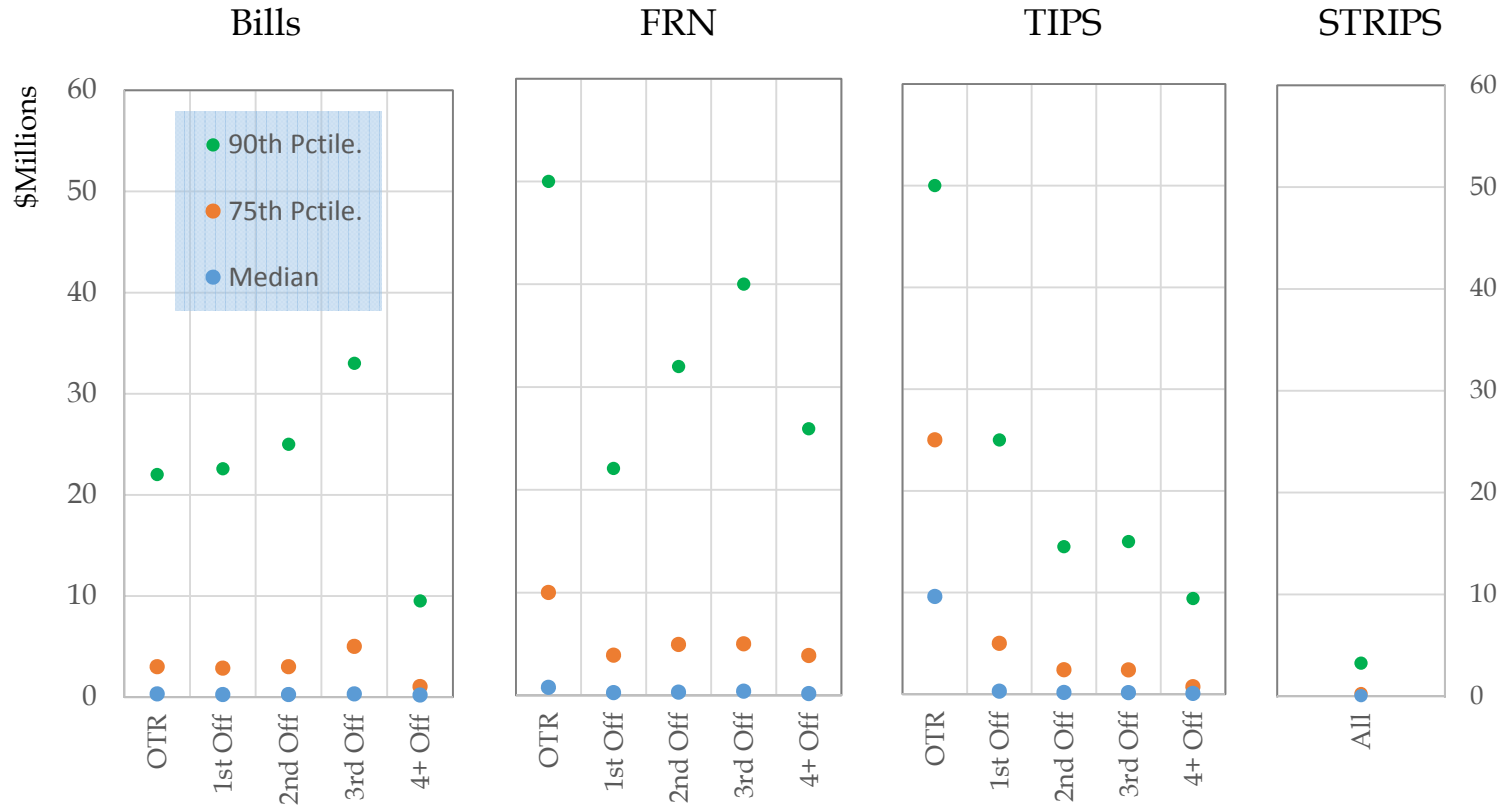 Bills
FRN
TIPS
STRIPS
$Millions
60
50
40
30
20
10
0
90th Pctile.
75th Pctile.
Median
OTR
1st Off
2nd Off
3rd Off
4+ Off
OTR
1st Off
2nd Off
3rd Off
4+ Off
OTR
1st Off
2nd Off
3rd Off
4+ Off
All
60
50
40
30
20
10
0